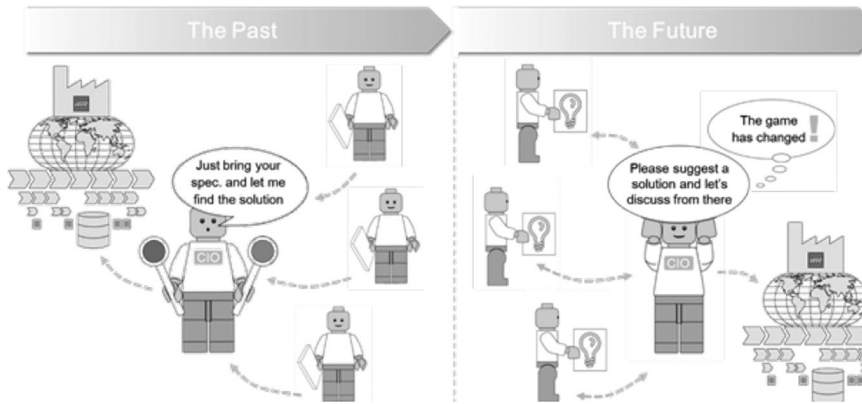 The Past
The Future
Just bring your
spec. and let me
find the solution
CIO
The game
has changed
!
Please suggest a
solution and let's
discuss from there
CIO